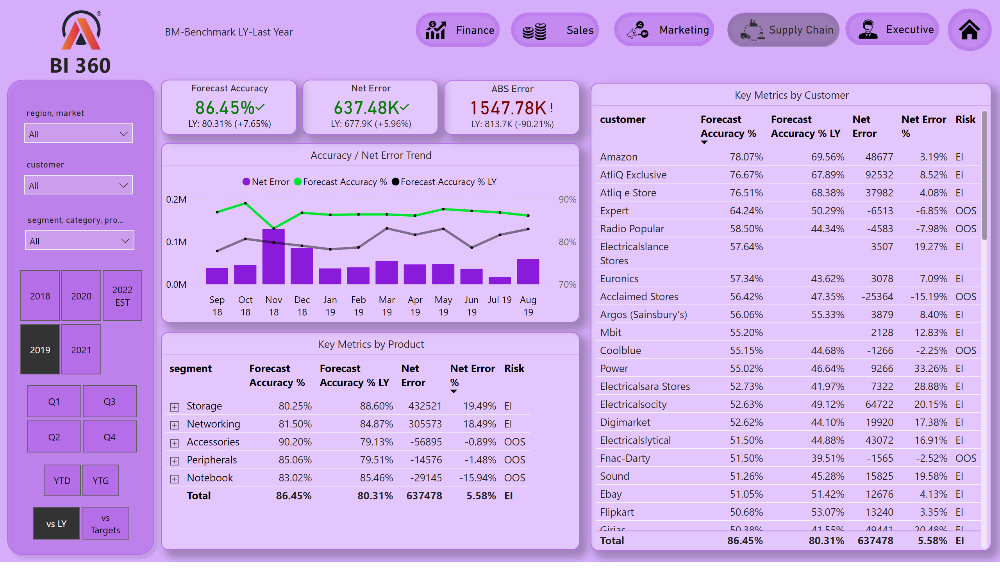 ®
BI 360
BM-Benchmark LY-Last Year
Finance
Sales
Marketing
Supply Chain
Executive
region, market
All
customer
All
segment, category, pro...
All
2018
2020
2022
EST
2019
2021
Q1
Q3
Q2
Q4
YTD
YTG
vs LY
vs
Targets
Forecast Accuracy
86.45%
LY: 80.31% (+7.65%)
Net Error
637.48K
LY: 677.9K (+5.96%)
ABS Error
1547.78K !
LY: 813.7K (-90.21%)
Accuracy / Net Error Trend
Net Error Forecast Accuracy % Forecast Accuracy % LY
0.2M
0.1M
0.0M
90%
80%
70%
Sep Oct Nov Dec Jan Feb Mar Apr May Jun Jul 19 Aug
18 18 18 18 19 19 19 19 19 19 19
Key Metrics by Product
segment Forecast Forecast Net Net Error Risk
Accuracy % Accuracy % LY Error %
Storage 80.25% 88.60% 432521 19.49% EI
Networking 81.50% 84.87% 305573 18.49% EI
Accessories 90.20% 79.13% -56895 -0.89% OOS
Peripherals 85.06% 79.51% -14576 -1.48% OOS
Notebook 83.02% 85.46% -29145 -15.94% OOS
Total 86.45% 80.31% 637478 5.58% EI
Key Metrics by Customer
customer Forecast Forecast Net Net Error Risk
Accuracy % Accuracy % LY Error %
Amazon 78.07% 69.56% 48677 3.19% EI
AtliQ Exclusive 76.67% 67.89% 92532 8.52% EI
Atliq e Store 76.51% 68.38% 37982 4.08% EI
Expert 64.24% 50.29% -6513 -6.85% OOS
Radio Popular 58.50% 44.34% -4583 -7.98% OOS
Electricalslance 57.64% 3507 19.27% EI
Stores
Euronics 57.34% 43.62% 3078 7.09% EI
Acclaimed Stores 56.42% 47.35% -25364 -15.19% OOS
Argos (Sainsbury's) 56.06% 55.33% 3879 8.40% EI
Mbit 55.20% 2128 12.83% EI
Coolblue 55.15% 44.68% -1266 -2.25% OOS
Power 55.02% 46.64% 9266 33.26% EI
Electricalsara Stores 52.73% 41.97% 7322 28.88% EI
Electricalsocity 52.63% 49.12% 64722 20.15% EI
Digimarket 52.62% 44.10% 19920 17.38% EI
Electricalslytical 51.50% 44.88% 43072 16.91% EI
Fnac-Darty 51.50% 39.51% -1565 -2.52% OOS
Sound 51.26% 45.28% 15825 19.58% EI
Ebay 51.05% 51.42% 12676 4.13% EI
Flipkart 50.68% 53.07% 13240 3.35% EI
Girias 50.38% 41.55% 49441 20.48% EI
Total 86.45% 80.31% 637478 5.58% EI